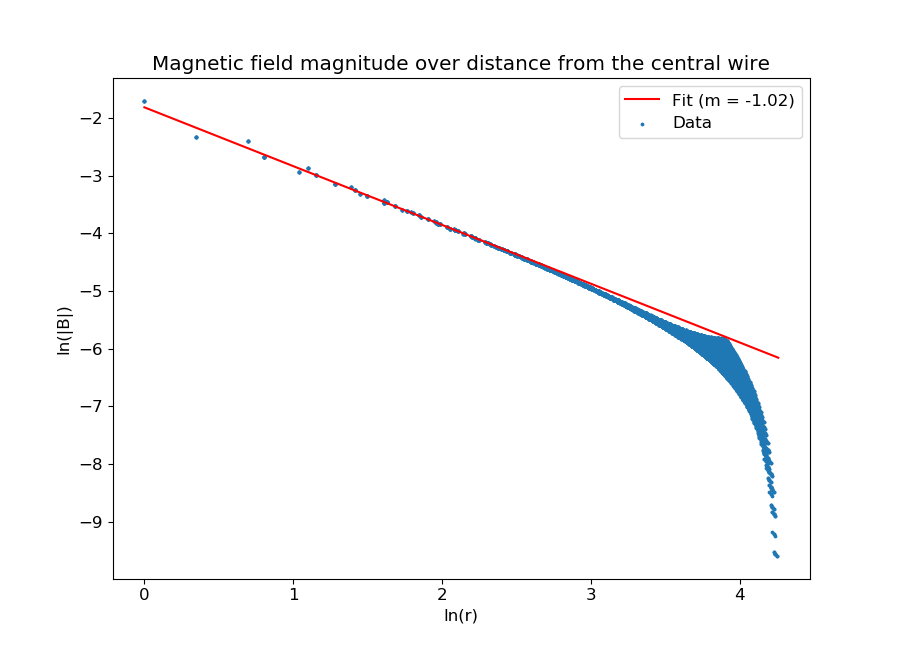 Magnetic field magnitude over distance from the central wire
Fit (m = -1.02)
Data
ln(|B|)
−2
−3
−4
−5
−6
−7
−8
−9
0 1 2 3 4
ln(r)